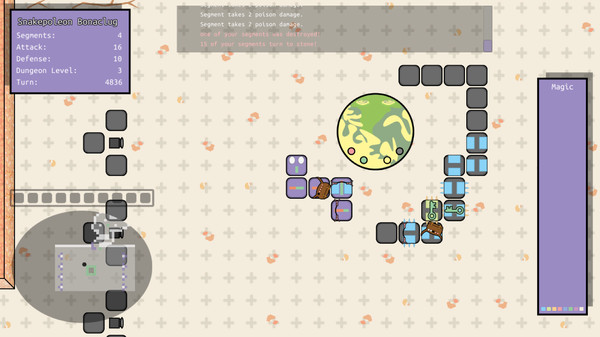 Snakepoleon Bonaslug
Segments: 4
Attack: 16
Defense: 10
Dungeon Level: 3
Turn: 4836
Segment takes 2 poison damage.
Segment takes 2 poison damage.
One of your segments was destroyed.
13 of your segments turn to stone!
Magic